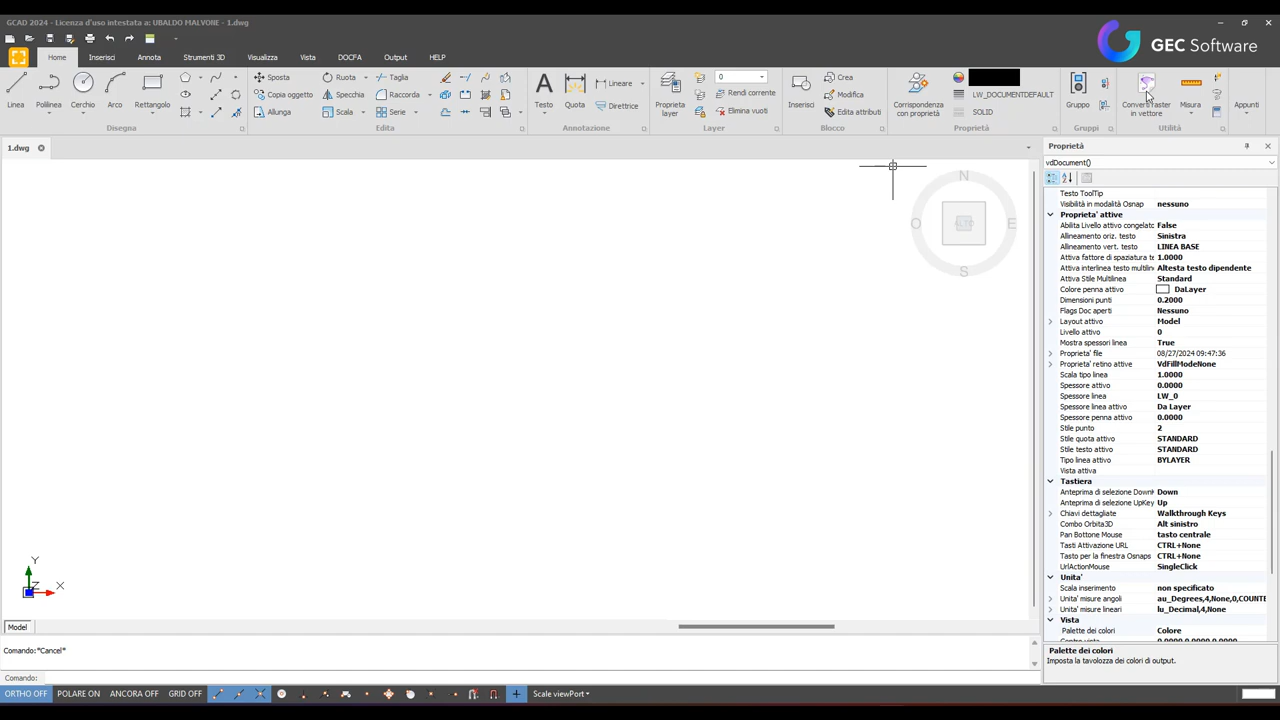 GCAD 2024 - Licenza d'uso intestata a: UBALDO MALVONE - 1.dwg
GEC Software
Home Inserisci Annota Strumenti 3D Visualizza Vista DOCFA Output HELP
Linea Polilinea Cerchio Arco Rettangolo
Sposta Ruota Taglia
Copia oggetto Specchia Raccorda
Allunga Scala Serie
Testo Quota Lineare
Direttrice
Proprieta layer
0
Rendi corrente
Elimina vuoti
Inserisci Crea
Modifica
Edita attributi
Corrispondenza con proprietà
LW_DOCUMENTDEFAULT
SOLID
Gruppo
Converti raster in vettore
Misura
Appunti
Disegna Edita Annotazione Layer Blocco Proprietà Gruppi Utilità
1.dwg
Proprietà
vdDocument()
N
O E
S
ALTO
Testo ToolTip
Visibilità in modalità Osnap nessuno
Proprieta' attive
Abilita Livello attivo congelato False
Allineamento oriz. testo Sinistra
Allineamento vert. testo LINEA BASE
Attiva fattore di spaziatura te 1.0000
Attiva interlinea testo multilin Altesta testo dipendente
Attiva Stile Multilinea Standard
Colore penna attivo DaLayer
Dimensioni punti 0.2000
Flags Doc aperti Nessuno
Layout attivo Model
Livello attivo 0
Mostra spessori linea True
Proprieta' file 08/27/2024 09:47:36
Proprieta' retino attive VdFillModeNone
Scala tipo linea 1.0000
Spessore attivo 0.0000
Spessore linea LW_0
Spessore linea attivo Da Layer
Spessore penna attivo 0.0000
Stile punto 2
Stile quota attivo STANDARD
Stile testo attivo STANDARD
Tipo linea attivo BYLAYER
Vista attiva
Tastiera
Anteprima di selezione DownK Down
Anteprima di selezione UpKey Up
Chiavi dettagliate Walkthrough Keys
Combo Orbita3D Alt sinistro
Pan Bottone Mouse tasto centrale
Tasti Attivazione URL CTRL+None
Tasto per la finestra Osnaps CTRL+None
UrlActionMouse SingleClick
Unita'
Scala inserimento non specificato
Unita' misure angoli au_Degrees,4,None,0,COUNTE
Unita' misure lineari lu_Decimal,4,None
Vista
Palette dei colori Colore
Palette dei colori
Imposta la tavolozza dei colori di output.
Y
Z X
Model
Comando:*Cancel*
Comando:
ORTHO OFF POLARE ON ANCORA OFF GRID OFF Scale viewPort